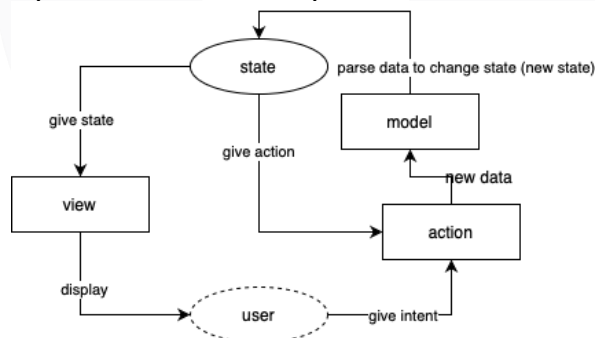 state
parse data to change state (new state)
model
give state
give action
new data
view
action
display
user
give intent